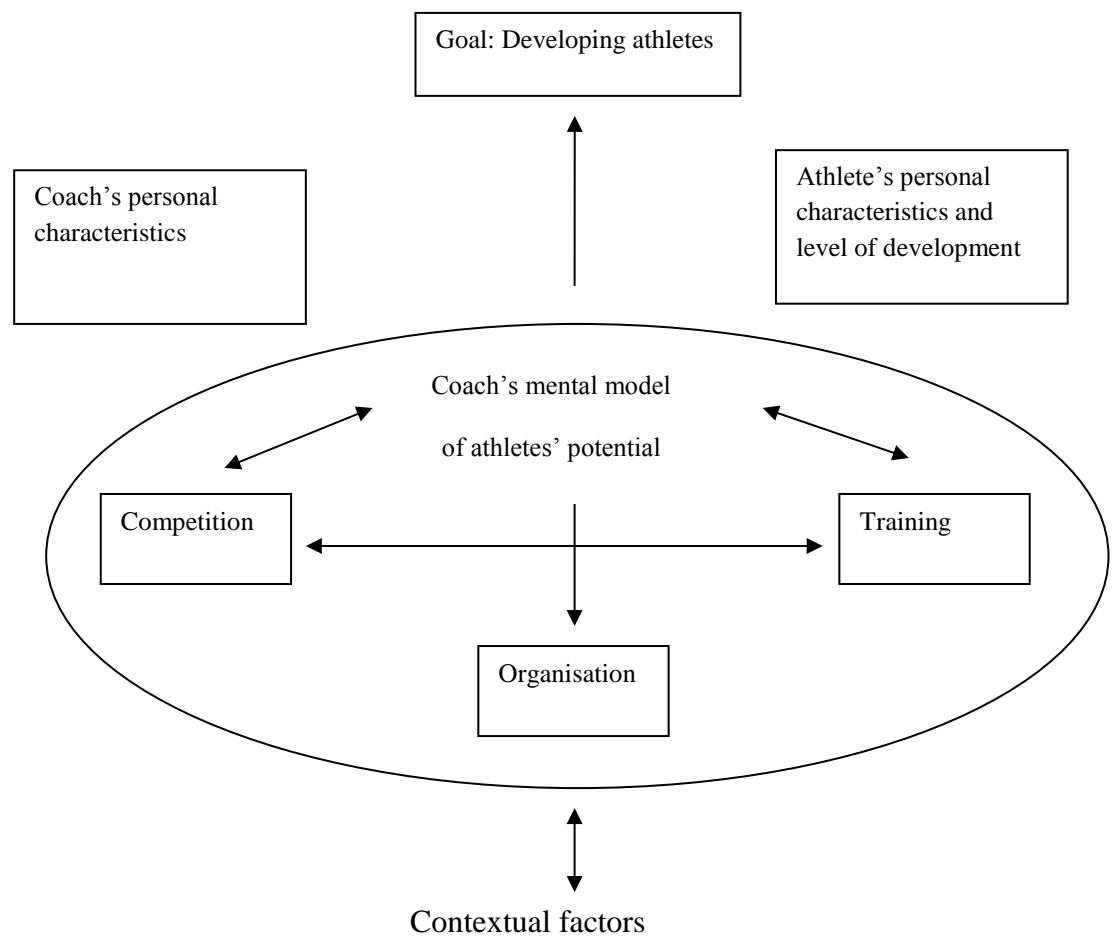 Goal: Developing athletes
Coach’s personal
characteristics
Athlete’s personal
characteristics and
level of development
Coach’s mental model
of athletes’ potential
Competition
Training
Organisation
Contextual factors